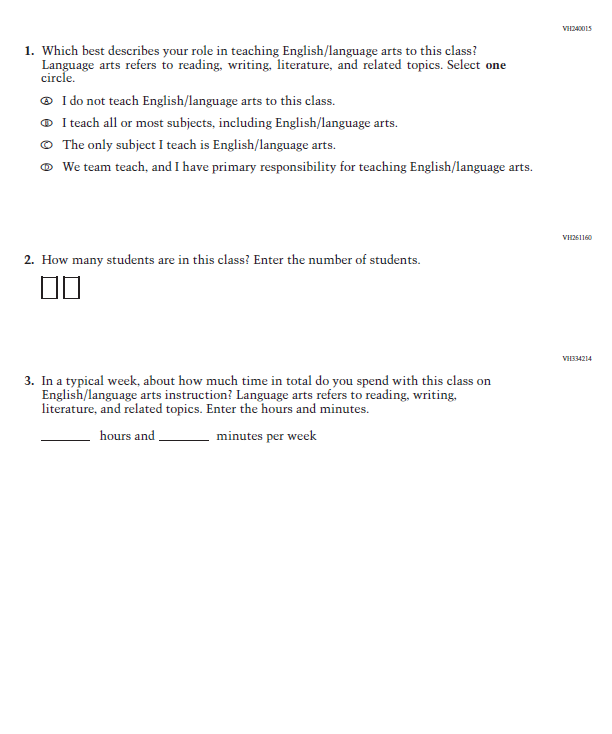 VH240015
1. Which best describes your role in teaching English/language arts to this class?
Language arts refers to reading, writing, literature, and related topics. Select one
circle.
Ⓐ I do not teach English/language arts to this class.
Ⓑ I teach all or most subjects, including English/language arts.
Ⓒ The only subject I teach is English/language arts.
Ⓓ We team teach, and I have primary responsibility for teaching English/language arts.
VH261160
2. How many students are in this class? Enter the number of students.
VH334214
3. In a typical week, about how much time in total do you spend with this class on
English/language arts instruction? Language arts refers to reading, writing,
literature, and related topics. Enter the hours and minutes.
________ hours and ________ minutes per week